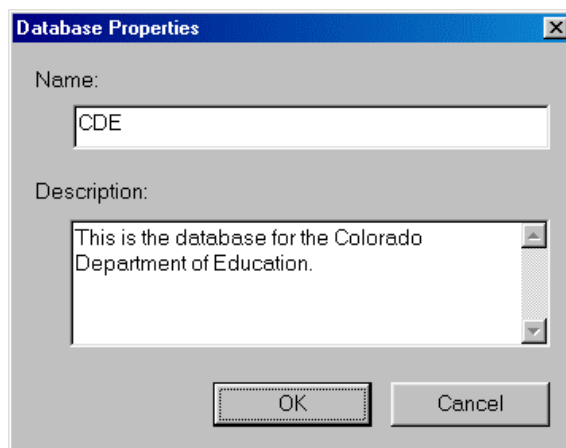 Database Properties
Name:
CDE
Description:
This is the database for the Colorado
Department of Education.
OK
Cancel